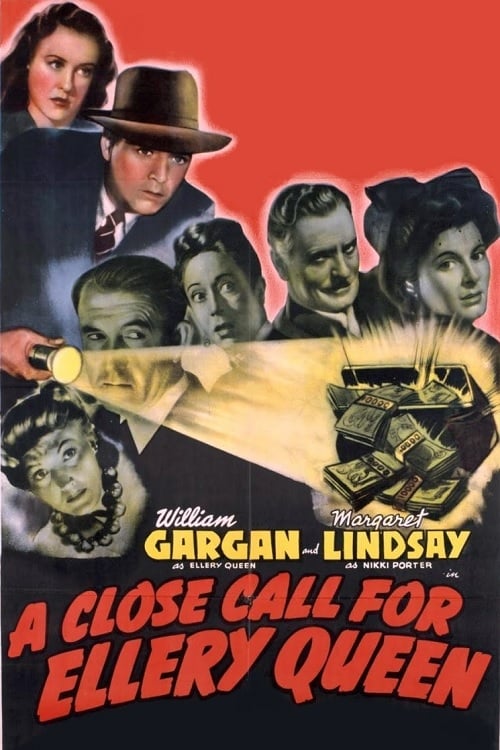 William Margaret
GARGAN and LINDSAY
as ELLERY QUEEN as NIKKI PORTER
in
A CLOSE CALL FOR
ELLERY QUEEN